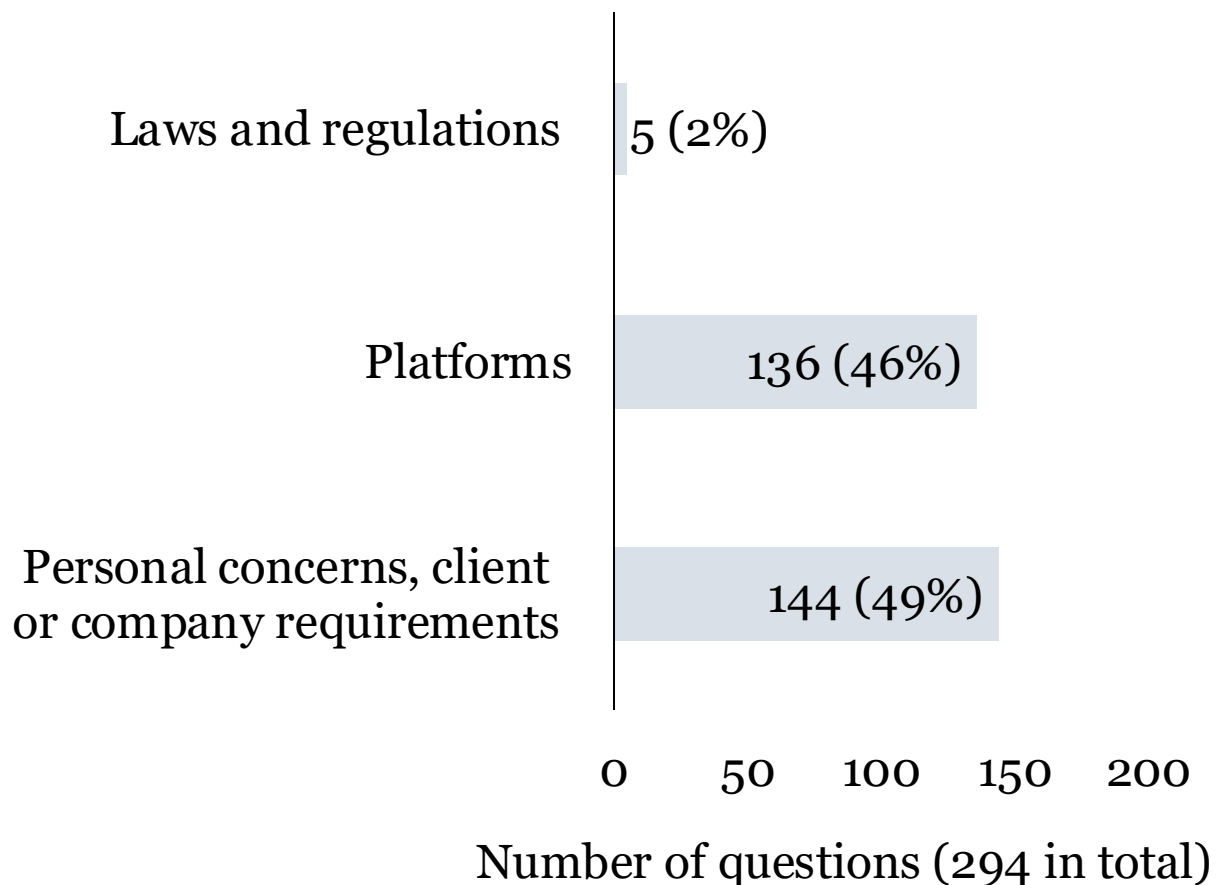 Laws and regulations
5 (2%)
Platforms
136 (46%)
Personal concerns, client
or company requirements
144 (49%)
0 50 100 150 200
Number of questions (294 in total)